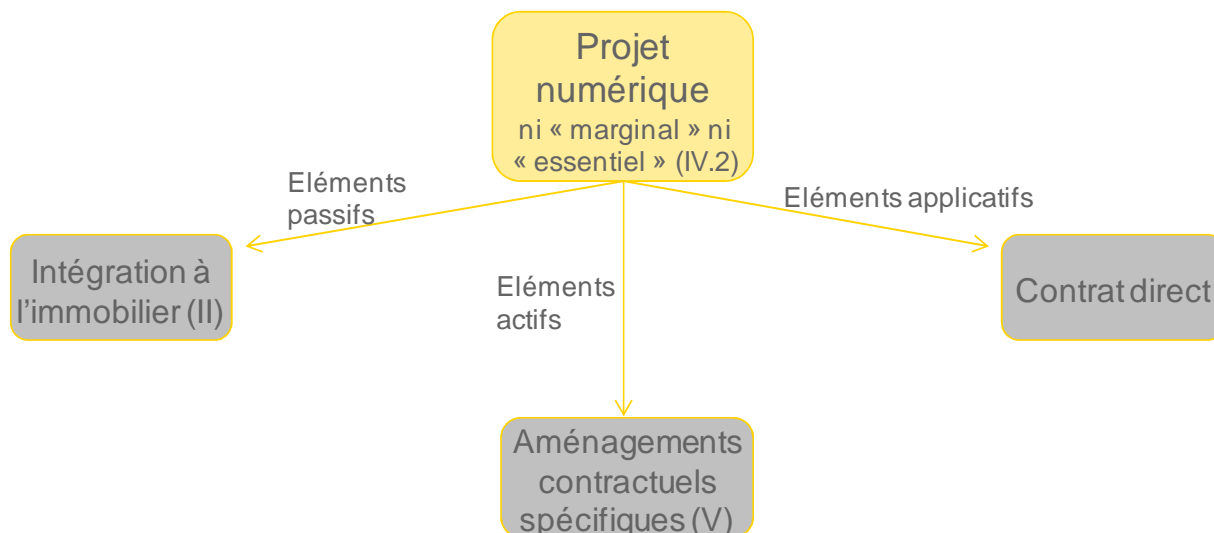 Projet
numérique
ni « marginal » ni
« essentiel » (IV.2)
Eléments
passifs
Eléments applicatifs
Intégration à
l’immobilier (II)
Eléments
actifs
Contrat direct
Aménagements
contractuels
spécifiques (V)